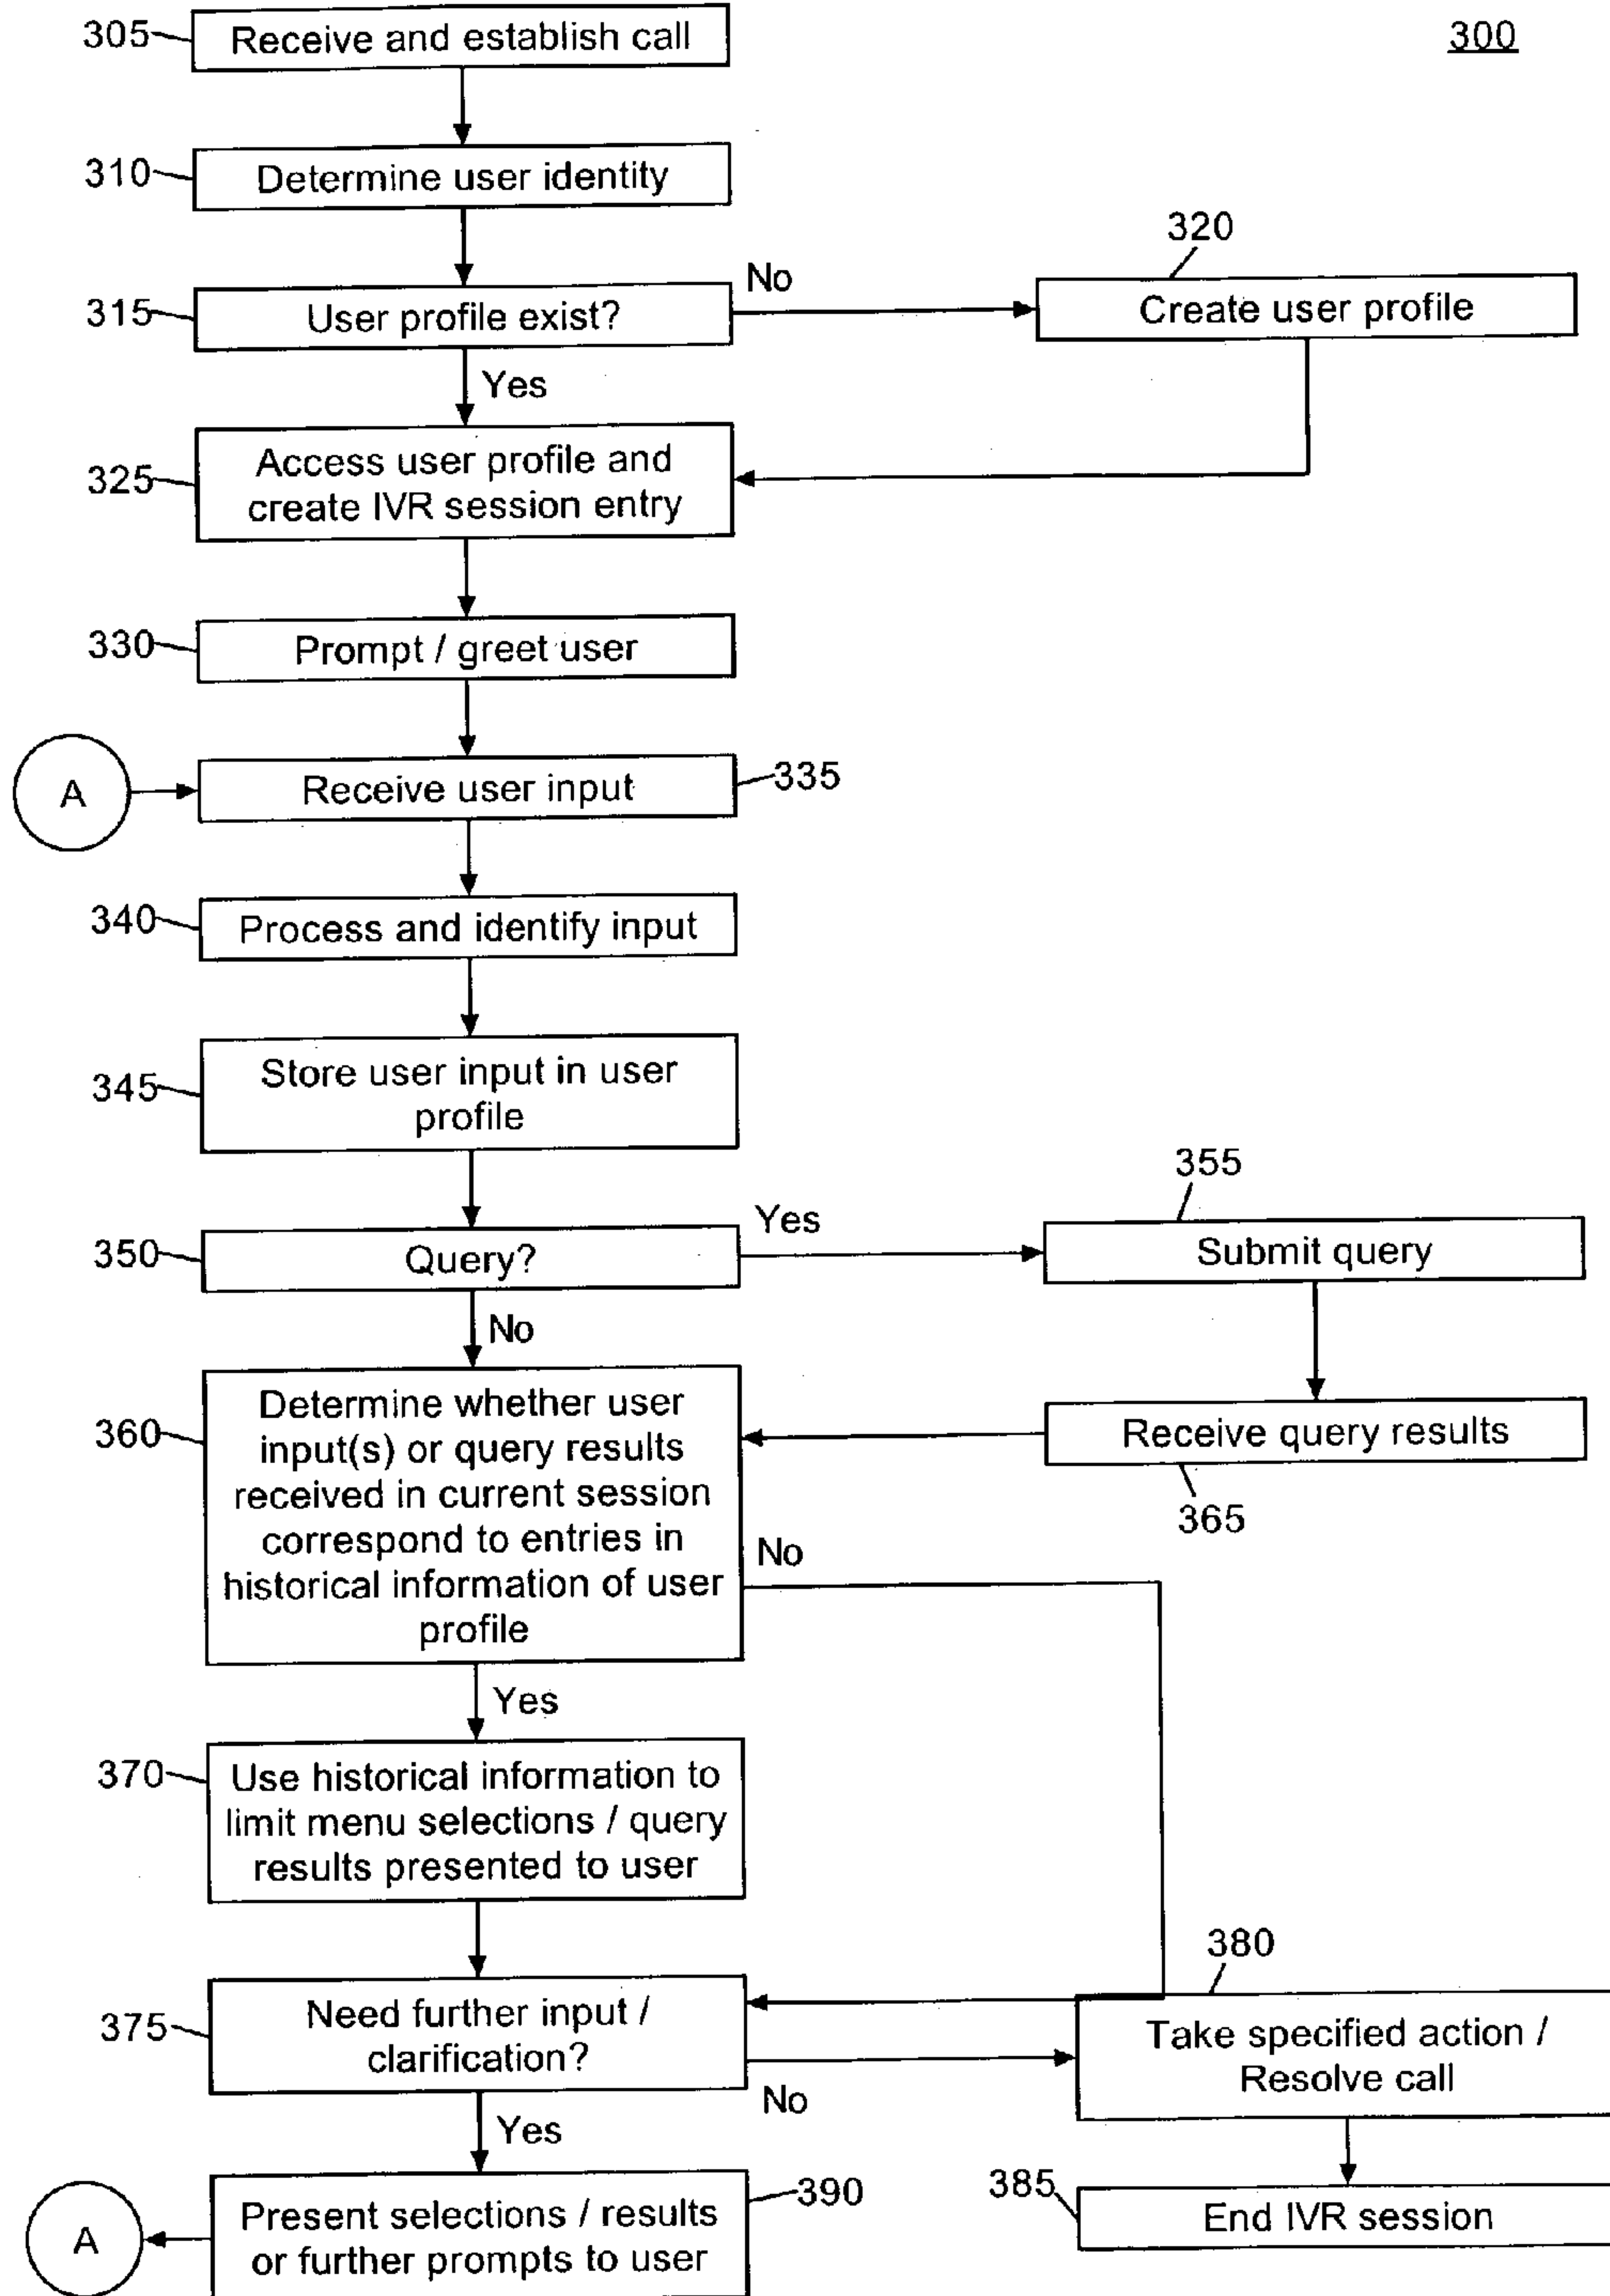 300
305
Receive and establish call
310
Determine user identity
315
User profile exist?
No
320
Create user profile
Yes
325
Access user profile and
create IVR session entry
330
Prompt / greet user
A
Receive user input
335
340
Process and identify input
345
Store user input in user
profile
350
Query?
Yes
355
Submit query
No
360
Determine whether user
input(s) or query results
received in current session
correspond to entries in
historical information of user
profile
Receive query results
365
No
Yes
370
Use historical information to
limit menu selections / query
results presented to user
375
Need further input /
clarification?
380
Take specified action /
Resolve call
No
Yes
A
Present selections / results
or further prompts to user
390
385
End IVR session